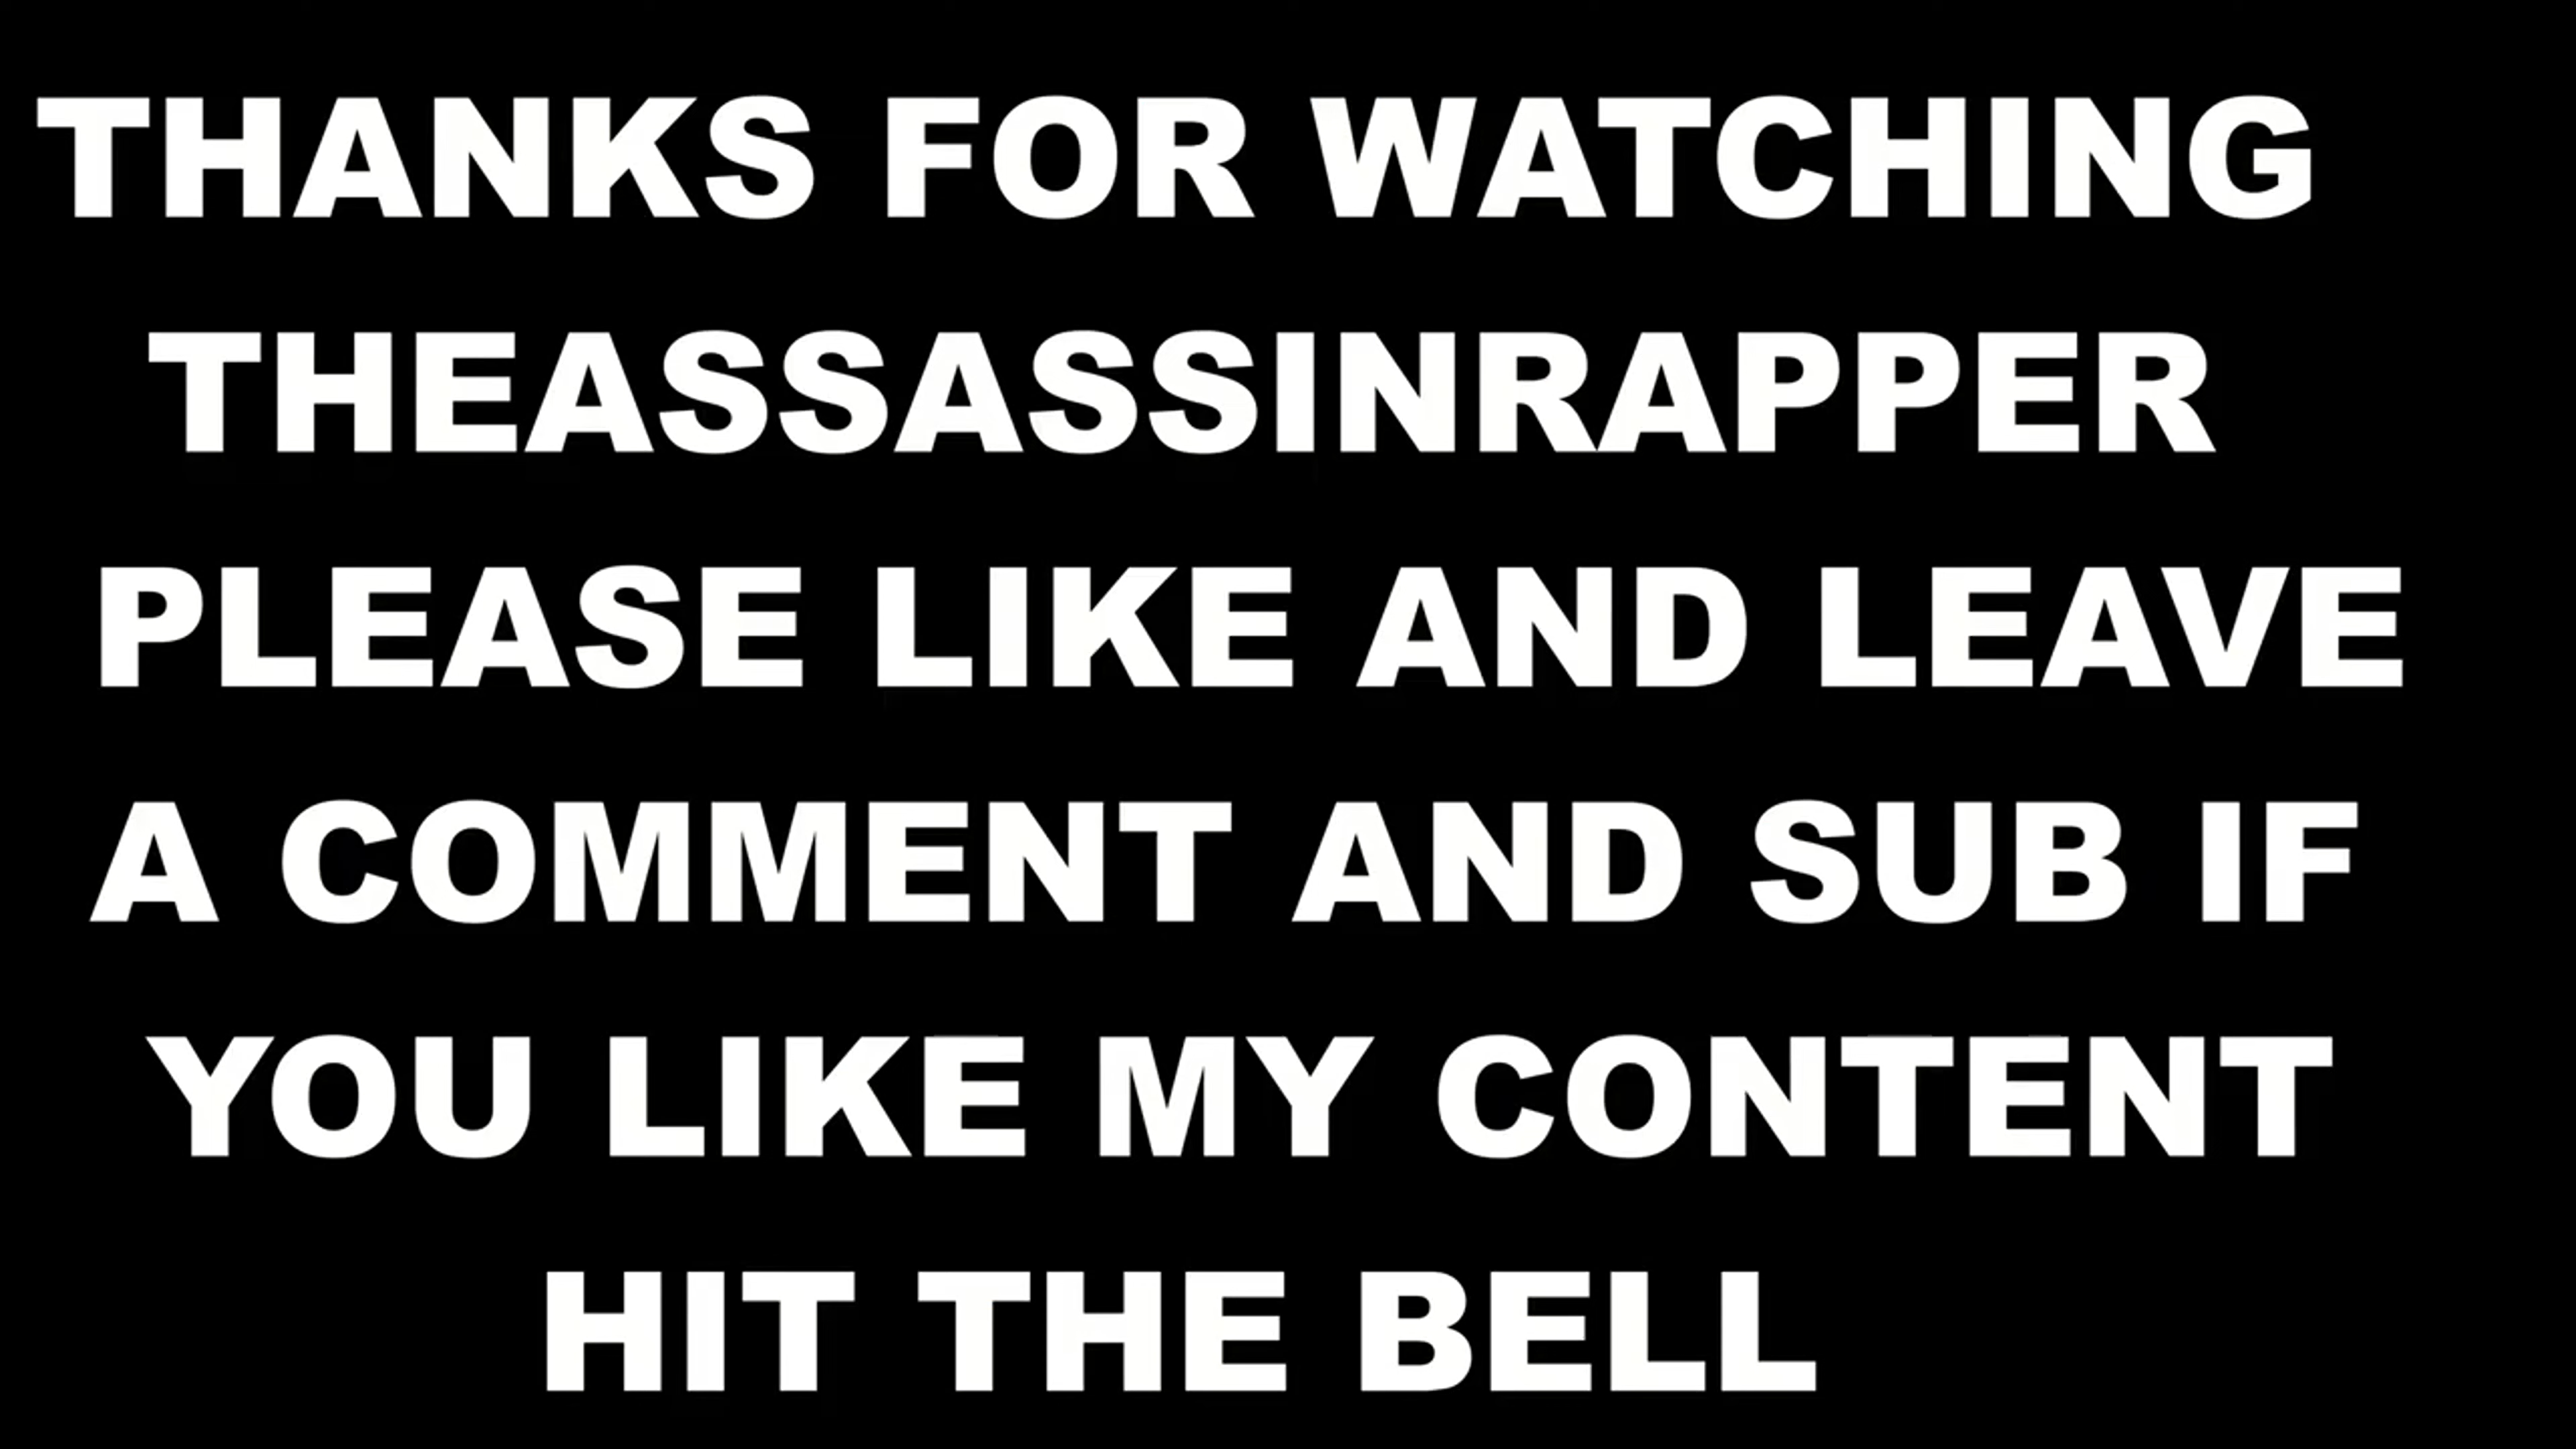 THANKS FOR WATCHING
THEASSASSINRAPPER
PLEASE LIKE AND LEAVE
A COMMENT AND SUB IF
YOU LIKE MY CONTENT
HIT THE BELL